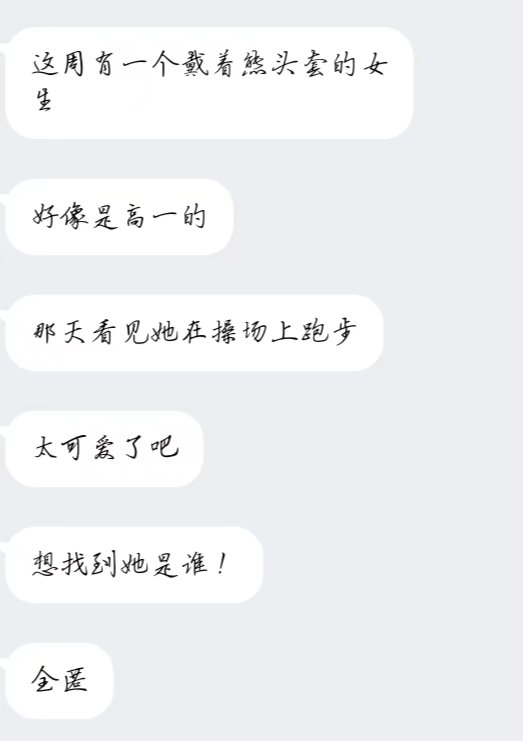 这周有一个戴着熊头套的女
生
好像是高一的
那天看见她在操场上跑步
太可爱了吧
想找到她是谁！
全匿